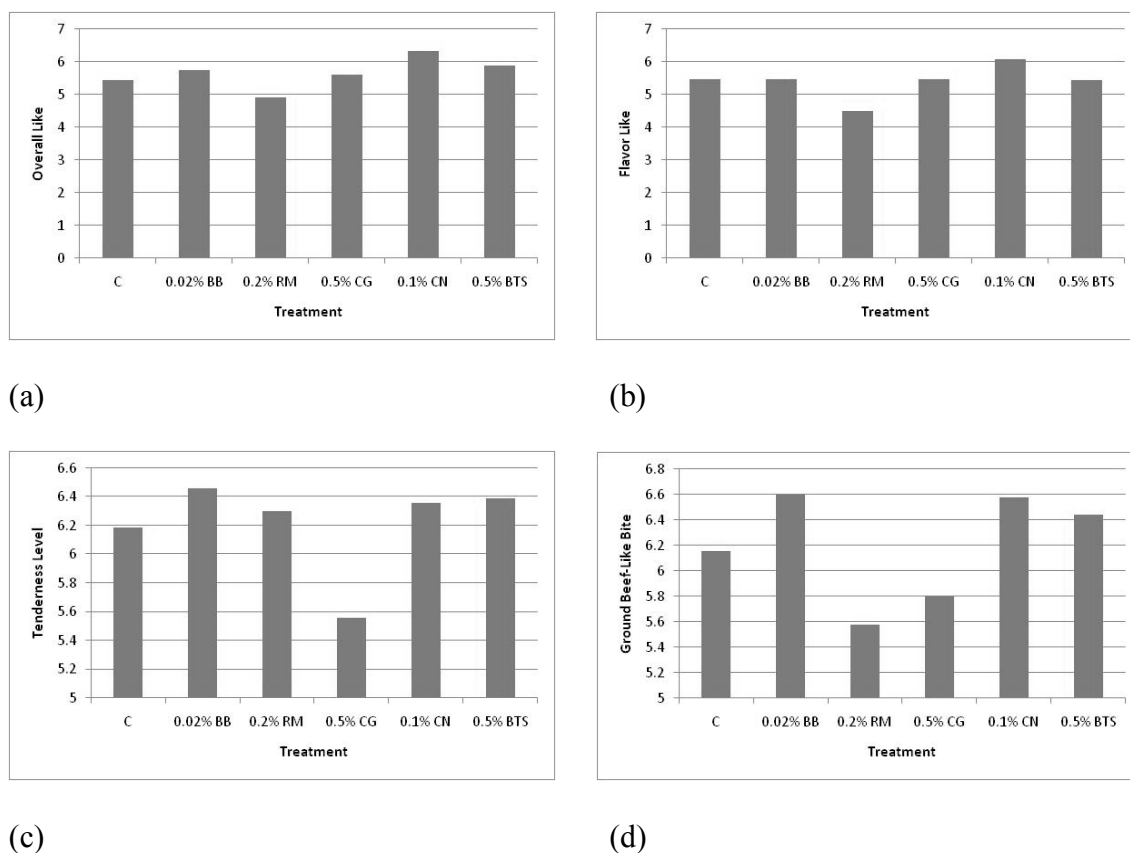 7
6
5
4
3
2
1
0
Overall Like
C 0.02% BB 0.2% RM 0.5% CG 0.1% CN 0.5% BTS
Treatment
(a)
7
6
5
4
3
2
1
0
Flavor Like
C 0.02% BB 0.2% RM 0.5% CG 0.1% CN 0.5% BTS
Treatment
(b)
6.6
6.4
6.2
6
5.8
5.6
5.4
5.2
5
Tenderness Level
C 0.02% BB 0.2% RM 0.5% CG 0.1% CN 0.5% BTS
Treatment
(c)
6.8
6.6
6.4
6.2
6
5.8
5.6
5.4
5.2
5
Ground Beef-Like Bite
C 0.02% BB 0.2% RM 0.5% CG 0.1% CN 0.5% BTS
Treatment
(d)